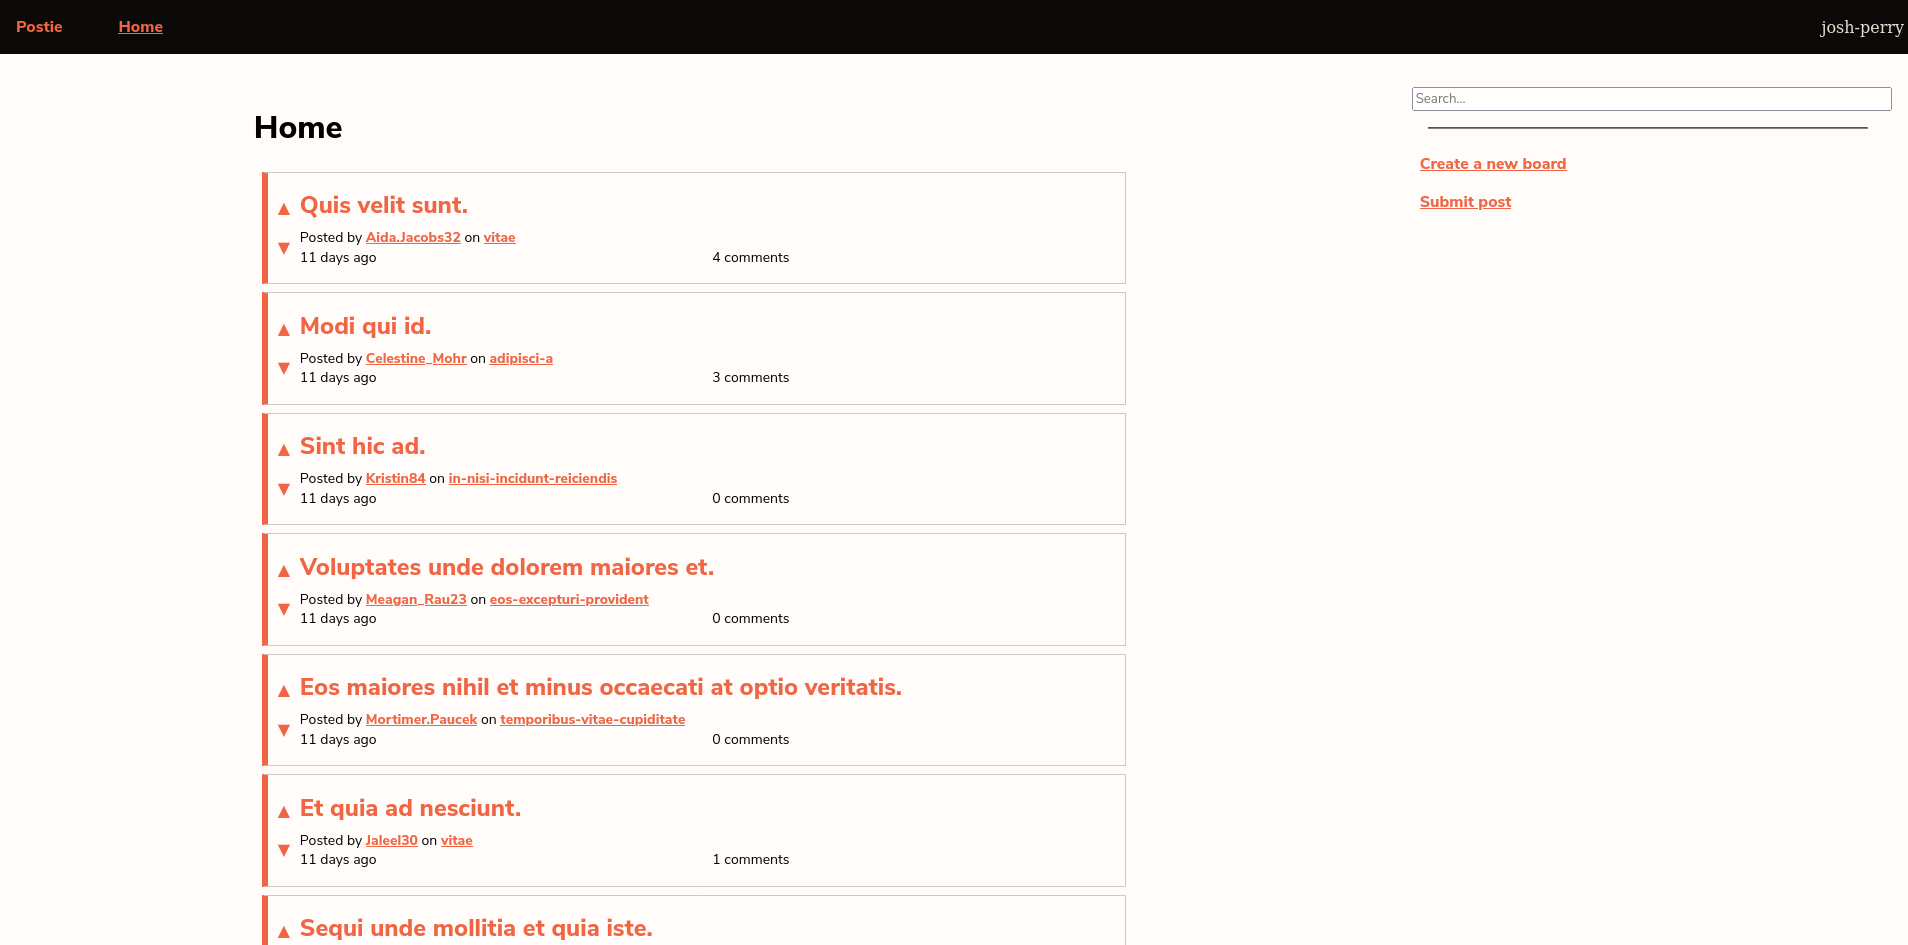 Postie Home josh-perry
Search...
Home
Create a new board
Submit post
▲ Quis velit sunt.
▼ Posted by Aida.Jacobs32 on vitae
11 days ago 4 comments
▲ Modi qui id.
▼ Posted by Celestine_Mohr on adipisci-a
11 days ago 3 comments
▲ Sint hic ad.
▼ Posted by Kristin84 on in-nisi-incidunt-reiciendis
11 days ago 0 comments
▲ Voluptates unde dolorem maiores et.
▼ Posted by Meagan_Rau23 on eos-excepturi-provident
11 days ago 0 comments
▲ Eos maiores nihil et minus occaecati at optio veritatis.
▼ Posted by Mortimer.Paucek on temporibus-vitae-cupiditate
11 days ago 0 comments
▲ Et quia ad nesciunt.
▼ Posted by Jaleel30 on vitae
11 days ago 1 comments
▲ Sequi unde mollitia et quia iste.